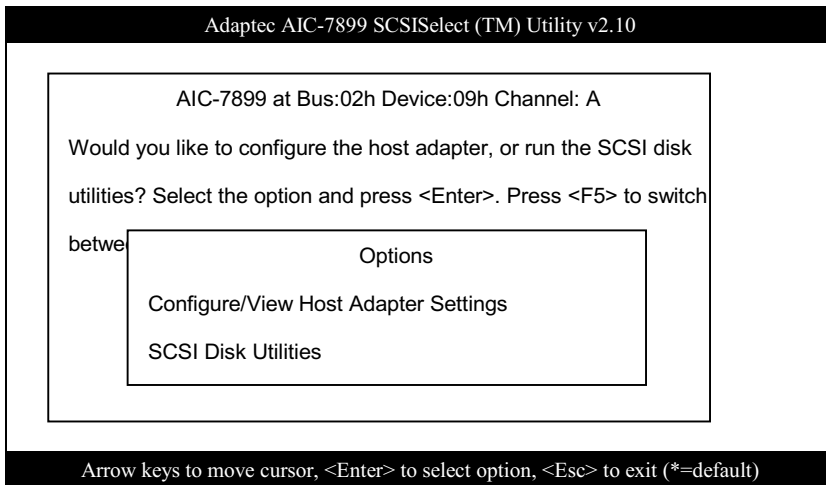 Adaptec AIC-7899 SCSISelect (TM) Utility v2.10
AIC-7899 at Bus:02h Device:09h Channel: A
Would you like to configure the host adapter, or run the SCSI disk
utilities? Select the option and press <Enter>. Press <F5> to switch
Options
Configure/View Host Adapter Settings
SCSI Disk Utilities
Arrow keys to move cursor, <Enter> to select option, <Esc> to exit (*=default)